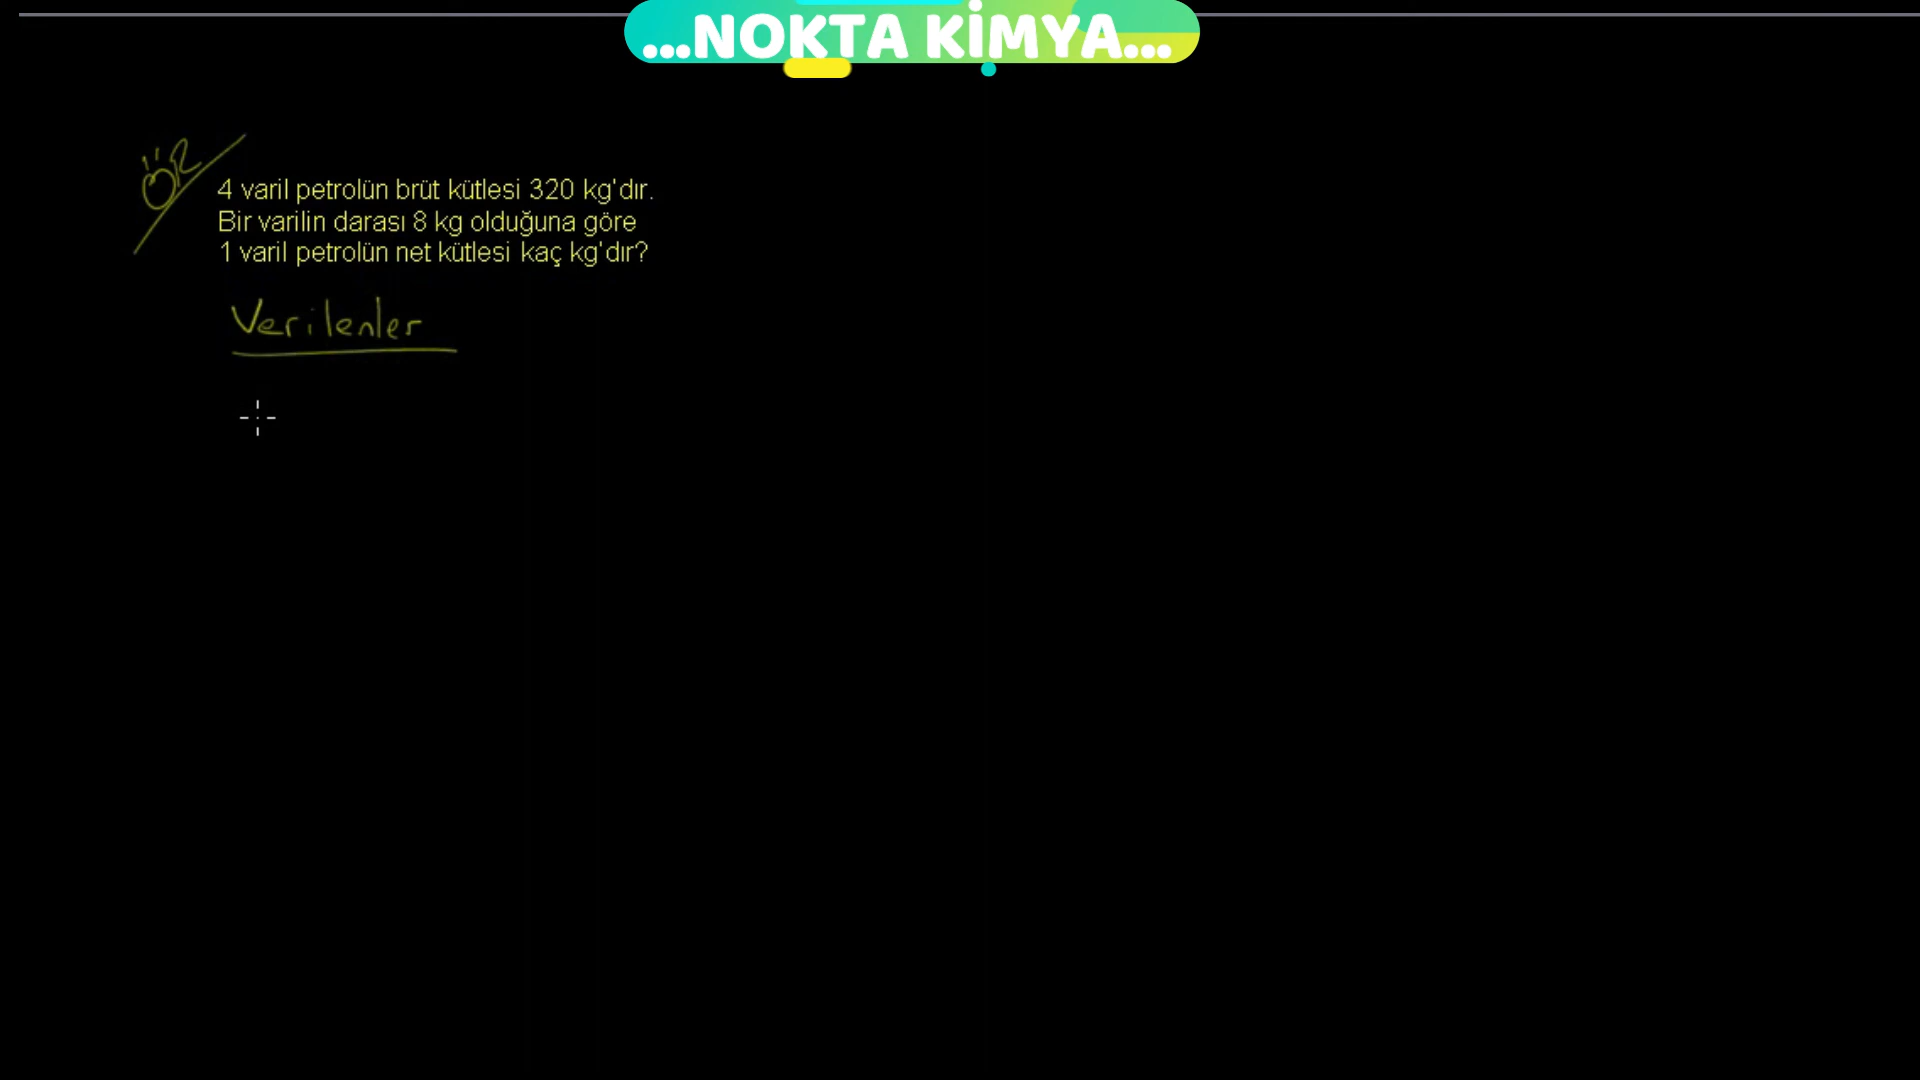 ...NOKTA KİMYA...
ÖR
4 varil petrolün brüt kütlesi 320 kg'dır.
Bir varilin darası 8 kg olduğuna göre
1 varil petrolün net kütlesi kaç kg'dır?
Verilenler